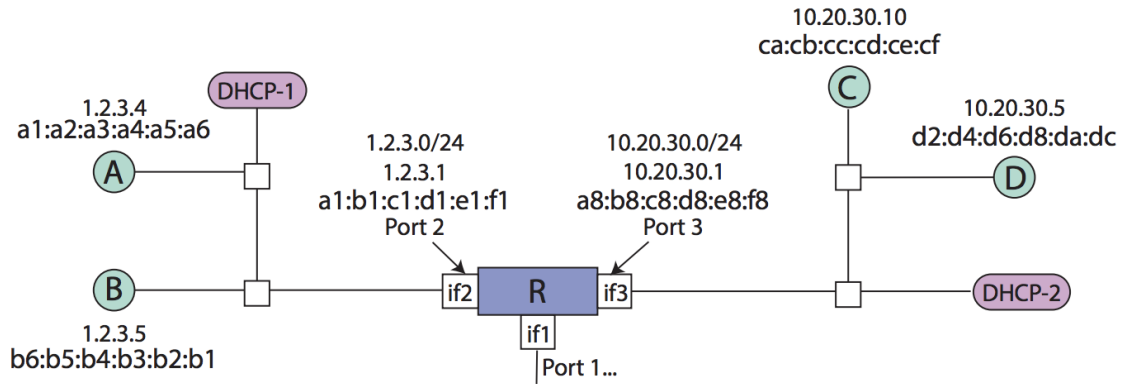 10.20.30.10
ca:cb:cc:cd:ce:cf
DHCP-1
C
1.2.3.4
a1:a2:a3:a4:a5:a6
10.20.30.5
d2:d4:d6:d8:da:dc
A
1.2.3.0/24
1.2.3.1
a1:b1:c1:d1:e1:f1
Port 2
10.20.30.0/24
10.20.30.1
a8:b8:c8:d8:e8:f8
Port 3
D
B
if2
R
if3
DHCP-2
if1
1.2.3.5
b6:b5:b4:b3:b2:b1
Port 1...